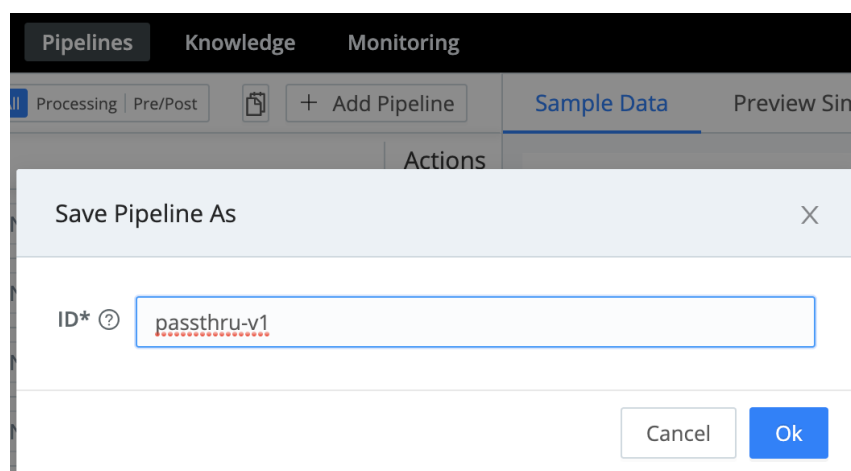 Pipelines Knowledge Monitoring
Processing Pre/Post + Add Pipeline Sample Data Preview
Actions
Save Pipeline As X
ID* ? passthru-v1
Cancel Ok